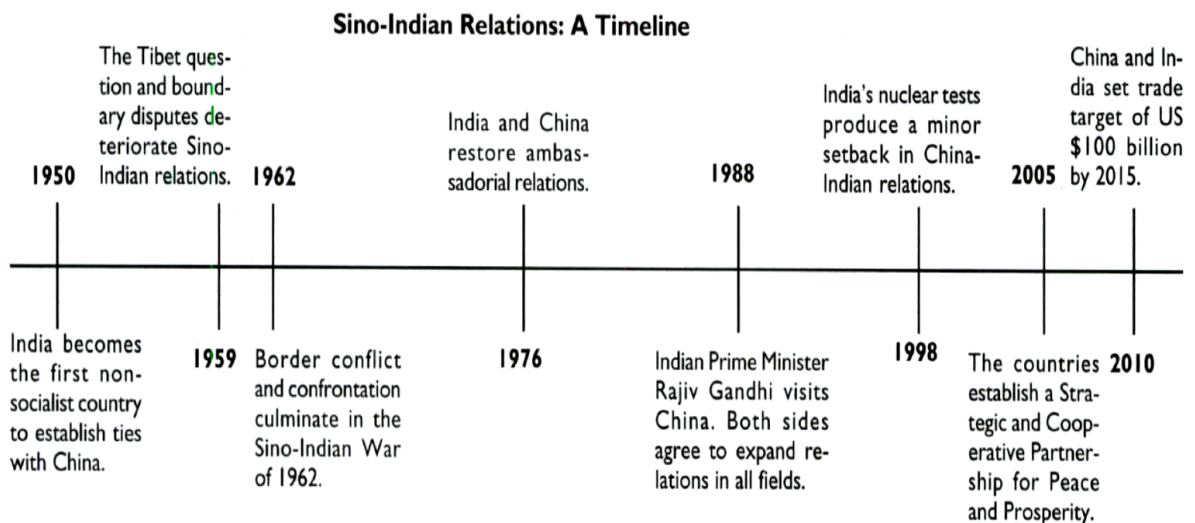 Sino-Indian Relations: A Timeline
1950
India becomes
the first non-
socialist country
to establish ties
with China.
The Tibet ques-
tion and bound-
ary disputes de-
teriorate Sino-
Indian relations.
1959
1962
Border conflict
and confrontation
culminate in the
Sino-Indian War
of 1962.
India and China
restore ambas-
sadorial relations.
1976
1988
Indian Prime Minister
Rajiv Gandhi visits
China. Both sides
agree to expand re-
lations in all fields.
India's nuclear tests
produce a minor
setback in China-
Indian relations.
1998
2005
The countries
establish a Stra-
tegic and Coop-
erative Partner-
ship for Peace
and Prosperity.
China and In-
dia set trade
target of US
$100 billion
by 2015.
2010